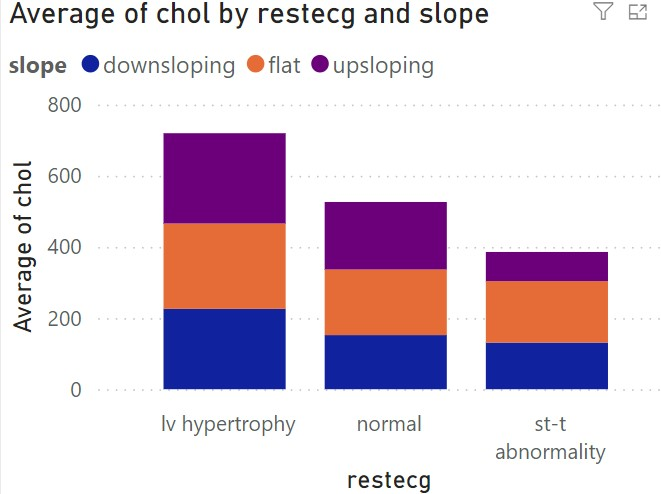 Average of chol by restecg and slope
slope downsloping flat upsloping
800
600
400
200
0
Average of chol
lv hypertrophy normal st-t
abnormality
restecg